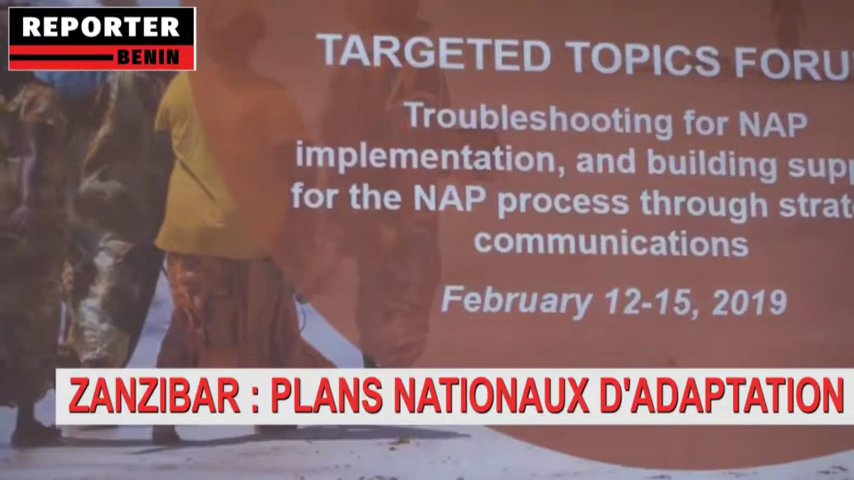 REPORTER
BENIN
TARGETED TOPICS FORU
Troubleshooting for NAP
implementation, and building supp
for the NAP process through strate
communications
February 12-15, 2019
ZANZIBAR : PLANS NATIONAUX D'ADAPTATION